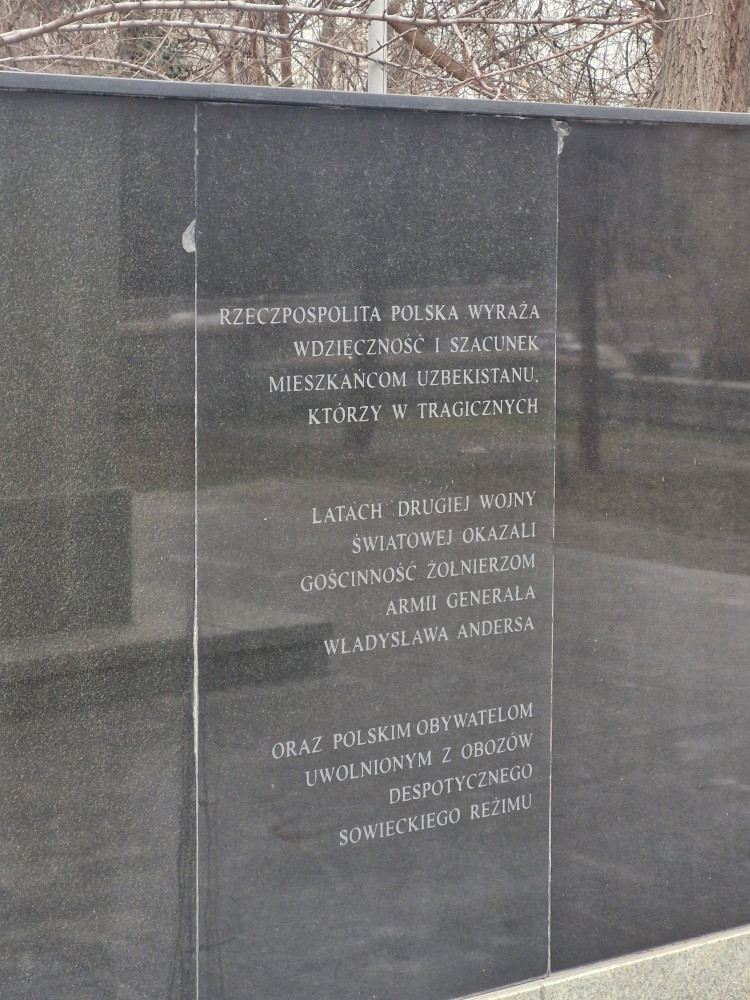 RZECZPOSPOLITA POLSKA WYRAŻA
WDZIĘCZNOŚĆ I SZACUNEK
MIESZKAŃCOM UZBEKISTANU,
KTÓRZY W TRAGICZNYCH
LATACH DRUGIEJ WOJNY
ŚWIATOWEJ OKAZALI
GOŚCINNOŚĆ ŻOŁNIERZOM
ARMII GENERAŁA
WŁADYSŁAWA ANDERSA
ORAZ POLSKIM OBYWATELOM
UWOLNIONYM Z OBOZÓW
DESPOTYCZNEGO
SOWIECKIEGO REŻIMU